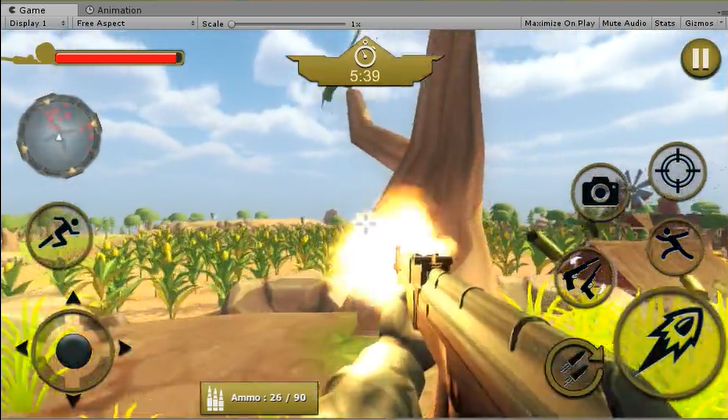 Game Animation
Display 1 Free Aspect Scale 1x Maximize On Play Mute Audio Stats Gizmos
5:39
Ammo : 26 / 90